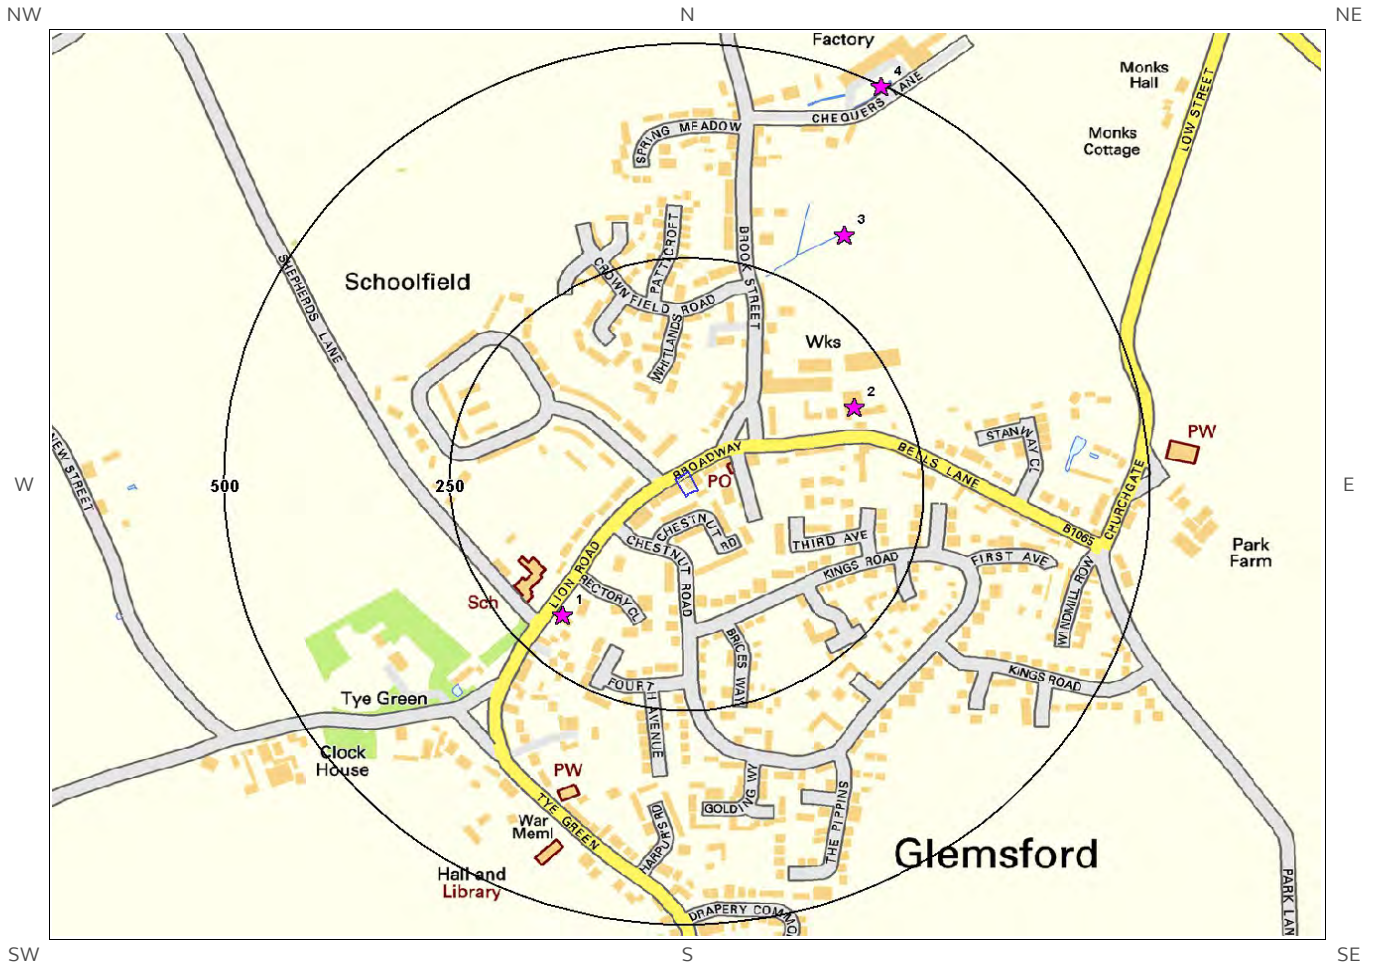 NW
N
NE
Factory
4
CHEQUERS LANE
Monks
Hall
LOW STREET
SPRING MEADOW
Monks
Cottage
3
PATTICROFT
BROOK STREET
SHEPHERDS LANE
Schoolfield
CROWNFIELD ROAD
WHITLANDS
Wks
2
STANWAY CL
PW
NEW STREET
BROADWAY
BELLS LANE
PO
W
500
250
E
CHURCHGATE
B1065
CHESTNUT
RD
THIRD AVE
CHESTNUT ROAD
KINGS ROAD
FIRST AVE
Park
Farm
LION ROAD
RECTORY CL
Sch
1
WINDMILL ROW
BRICES WAY
KINGS ROAD
FOURTH AVENUE
Tye Green
Clock
House
PW
GOLDING WY
THE PIPPINS
TYE GREEN
War
Meml
HARPURS RD
Glemsford
Hall and
Library
PARK LAN
DRAPERY COMMO
SW
S
SE